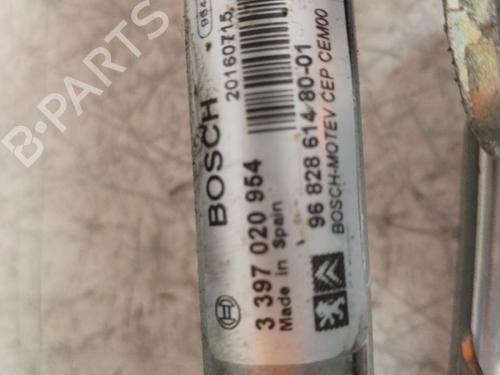 BOSCH
20160715
3 397 020 954
Made in Spain
96 828 614 80-01
BOSCH-MOTEV CEP CEM00
B-PARTS